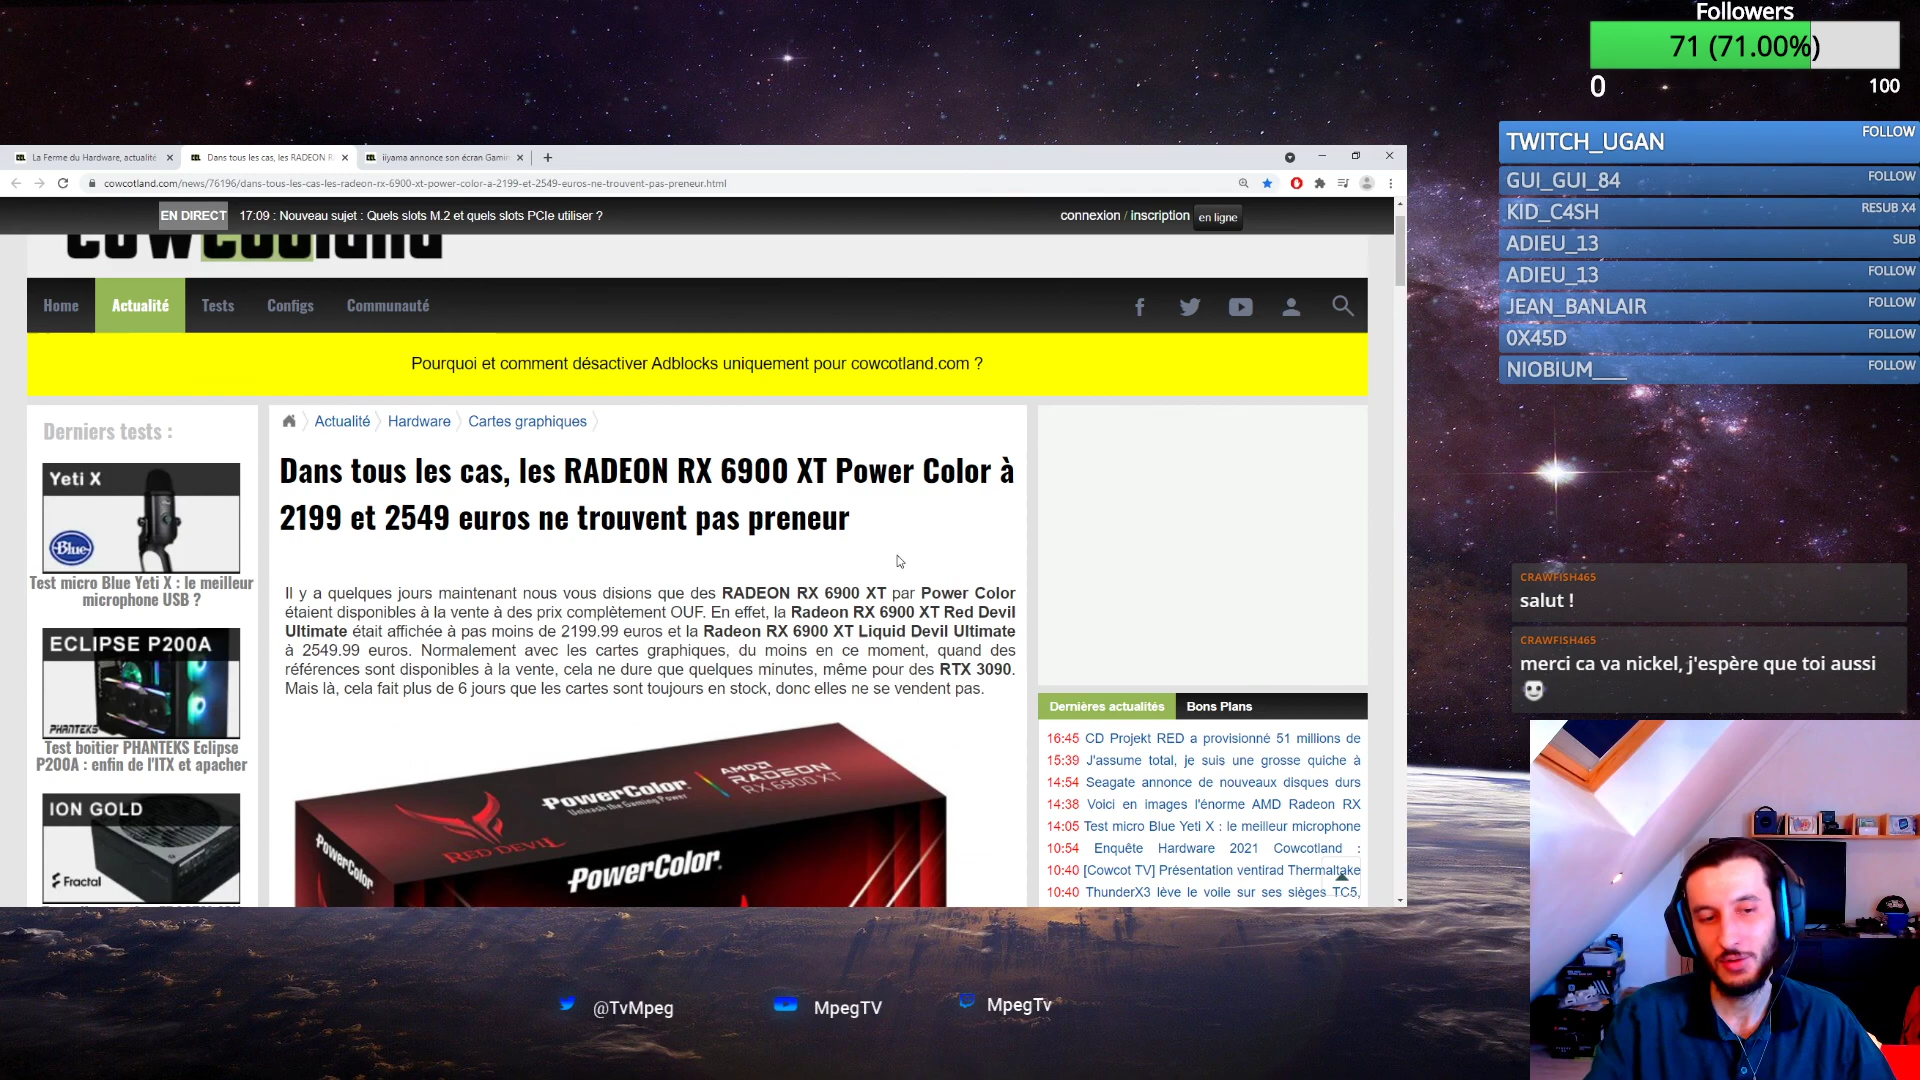 Followers
71 (71.00%)
0
100
TWITCH_UGAN FOLLOW
GUI_GUI_84 FOLLOW
KID_C4SH RESUB X4
ADIEU_13 SUB
ADIEU_13 FOLLOW
JEAN_BANLAIR FOLLOW
0X45D FOLLOW
NIOBIUM___ FOLLOW
La Ferme du Hardware, actualité
Dans tous les cas, les RADEON R
iiyama annonce son écran Gamin
cowcotland.com/news/76196/dans-tous-les-cas-les-radeon-rx-6900-xt-power-color-a-2199-et-2549-euros-ne-trouvent-pas-preneur.html
EN DIRECT 17:09 : Nouveau sujet : Quels slots M.2 et quels slots PCIe utiliser ?
connexion / inscription en ligne
cowcotland
Home Actualité Tests Configs Communauté
Pourquoi et comment désactiver Adblocks uniquement pour cowcotland.com ?
Derniers tests :
Yeti X
Blue
Test micro Blue Yeti X : le meilleur
microphone USB ?
ECLIPSE P200A
PHANTEKS
Test boitier PHANTEKS Eclipse
P200A : enfin de l'ITX et apacher
ION GOLD
Fractal
Actualité Hardware Cartes graphiques
Dans tous les cas, les RADEON RX 6900 XT Power Color à
2199 et 2549 euros ne trouvent pas preneur
Il y a quelques jours maintenant nous vous disions que des RADEON RX 6900 XT par Power Color
étaient disponibles à la vente à des prix complètement OUF. En effet, la Radeon RX 6900 XT Red Devil
Ultimate était affichée à pas moins de 2199.99 euros et la Radeon RX 6900 XT Liquid Devil Ultimate
à 2549.99 euros. Normalement avec les cartes graphiques, du moins en ce moment, quand des
références sont disponibles à la vente, cela ne dure que quelques minutes, même pour des RTX 3090.
Mais là, cela fait plus de 6 jours que les cartes sont toujours en stock, donc elles ne se vendent pas.
PowerColor
Unleash the Gaming Power
AMD
RADEON
RX 6900 XT
RED DEVIL
PowerColor
PowerColor
Dernières actualités Bons Plans
16:45 CD Projekt RED a provisionné 51 millions de
15:39 J'assume total, je suis une grosse quiche à
14:54 Seagate annonce de nouveaux disques durs
14:38 Voici en images l'énorme AMD Radeon RX
14:05 Test micro Blue Yeti X : le meilleur microphone
10:54 Enquête Hardware 2021 Cowcotland :
10:40 [Cowcot TV] Présentation ventirad Thermaltake
10:40 ThunderX3 lève le voile sur ses sièges TC5,
CRAWFISH465
salut !
CRAWFISH465
merci ca va nickel, j'espère que toi aussi
@TvMpeg
MpegTV
MpegTv